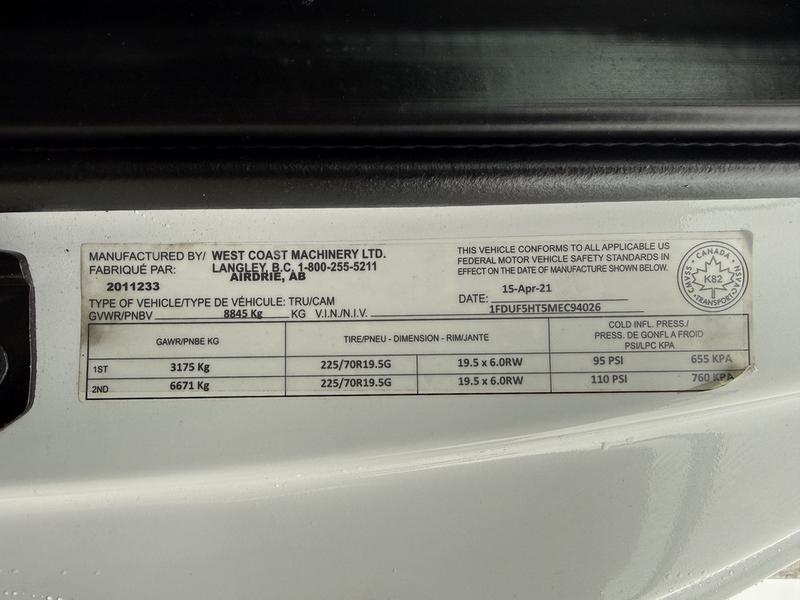 MANUFACTURED BY/ WEST COAST MACHINERY LTD.
FABRIQUÉ PAR: LANGLEY, B.C. 1-800-255-5211
AIRDRIE, AB
2011233
TYPE OF VEHICLE/TYPE DE VÉHICULE: TRU/CAM
GVWR/PNBV 8845 Kg KG V.I.N./N.I.V. 1FDUF5HT5MEC94026
THIS VEHICLE CONFORMS TO ALL APPLICABLE US
FEDERAL MOTOR VEHICLE SAFETY STANDARDS IN
EFFECT ON THE DATE OF MANUFACTURE SHOWN BELOW.
DATE: 15-Apr-21
CANADA
CMVSS NSVAC
K82
TRANSPORT
GAWR/PNBE KG TIRE/PNEU - DIMENSION - RIM/JANTE COLD INFL. PRESS./
PRESS. DE GONFL A FROID
PSI/LPC KPA
1ST 3175 Kg 225/70R19.5G 19.5 x 6.0RW 95 PSI 655 KPA
2ND 6671 Kg 225/70R19.5G 19.5 x 6.0RW 110 PSI 760 KPA